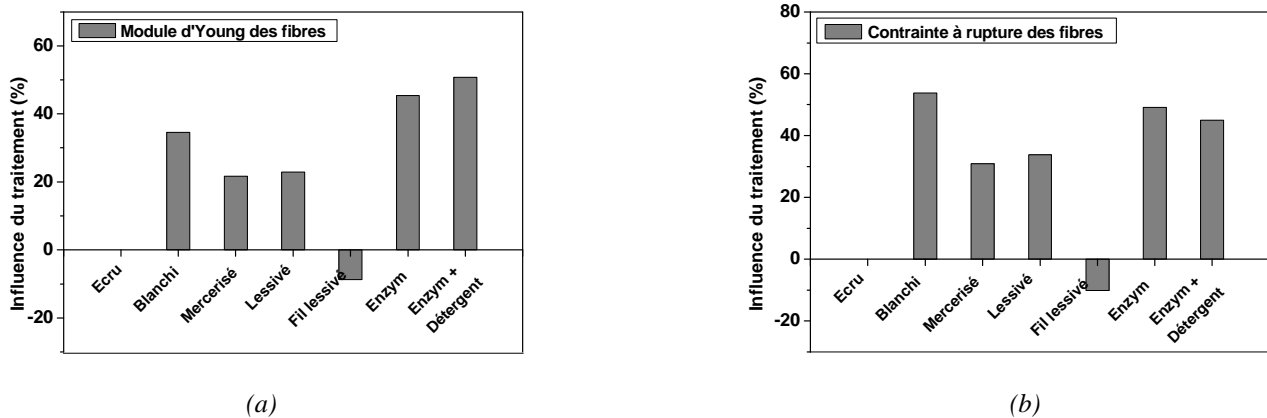 Module d'Young des fibres
Influence du traitement (%)
60
40
20
0
-20
Ecru
Blanchi
Mercerisé
Lessivé
Fil lessivé
Enzym
Enzym +
Détergent
(a)
Contrainte à rupture des fibres
Influence du traitement (%)
80
60
40
20
0
-20
Ecru
Blanchi
Mercerisé
Lessivé
Fil lessivé
Enzym
Enzym +
Détergent
(b)